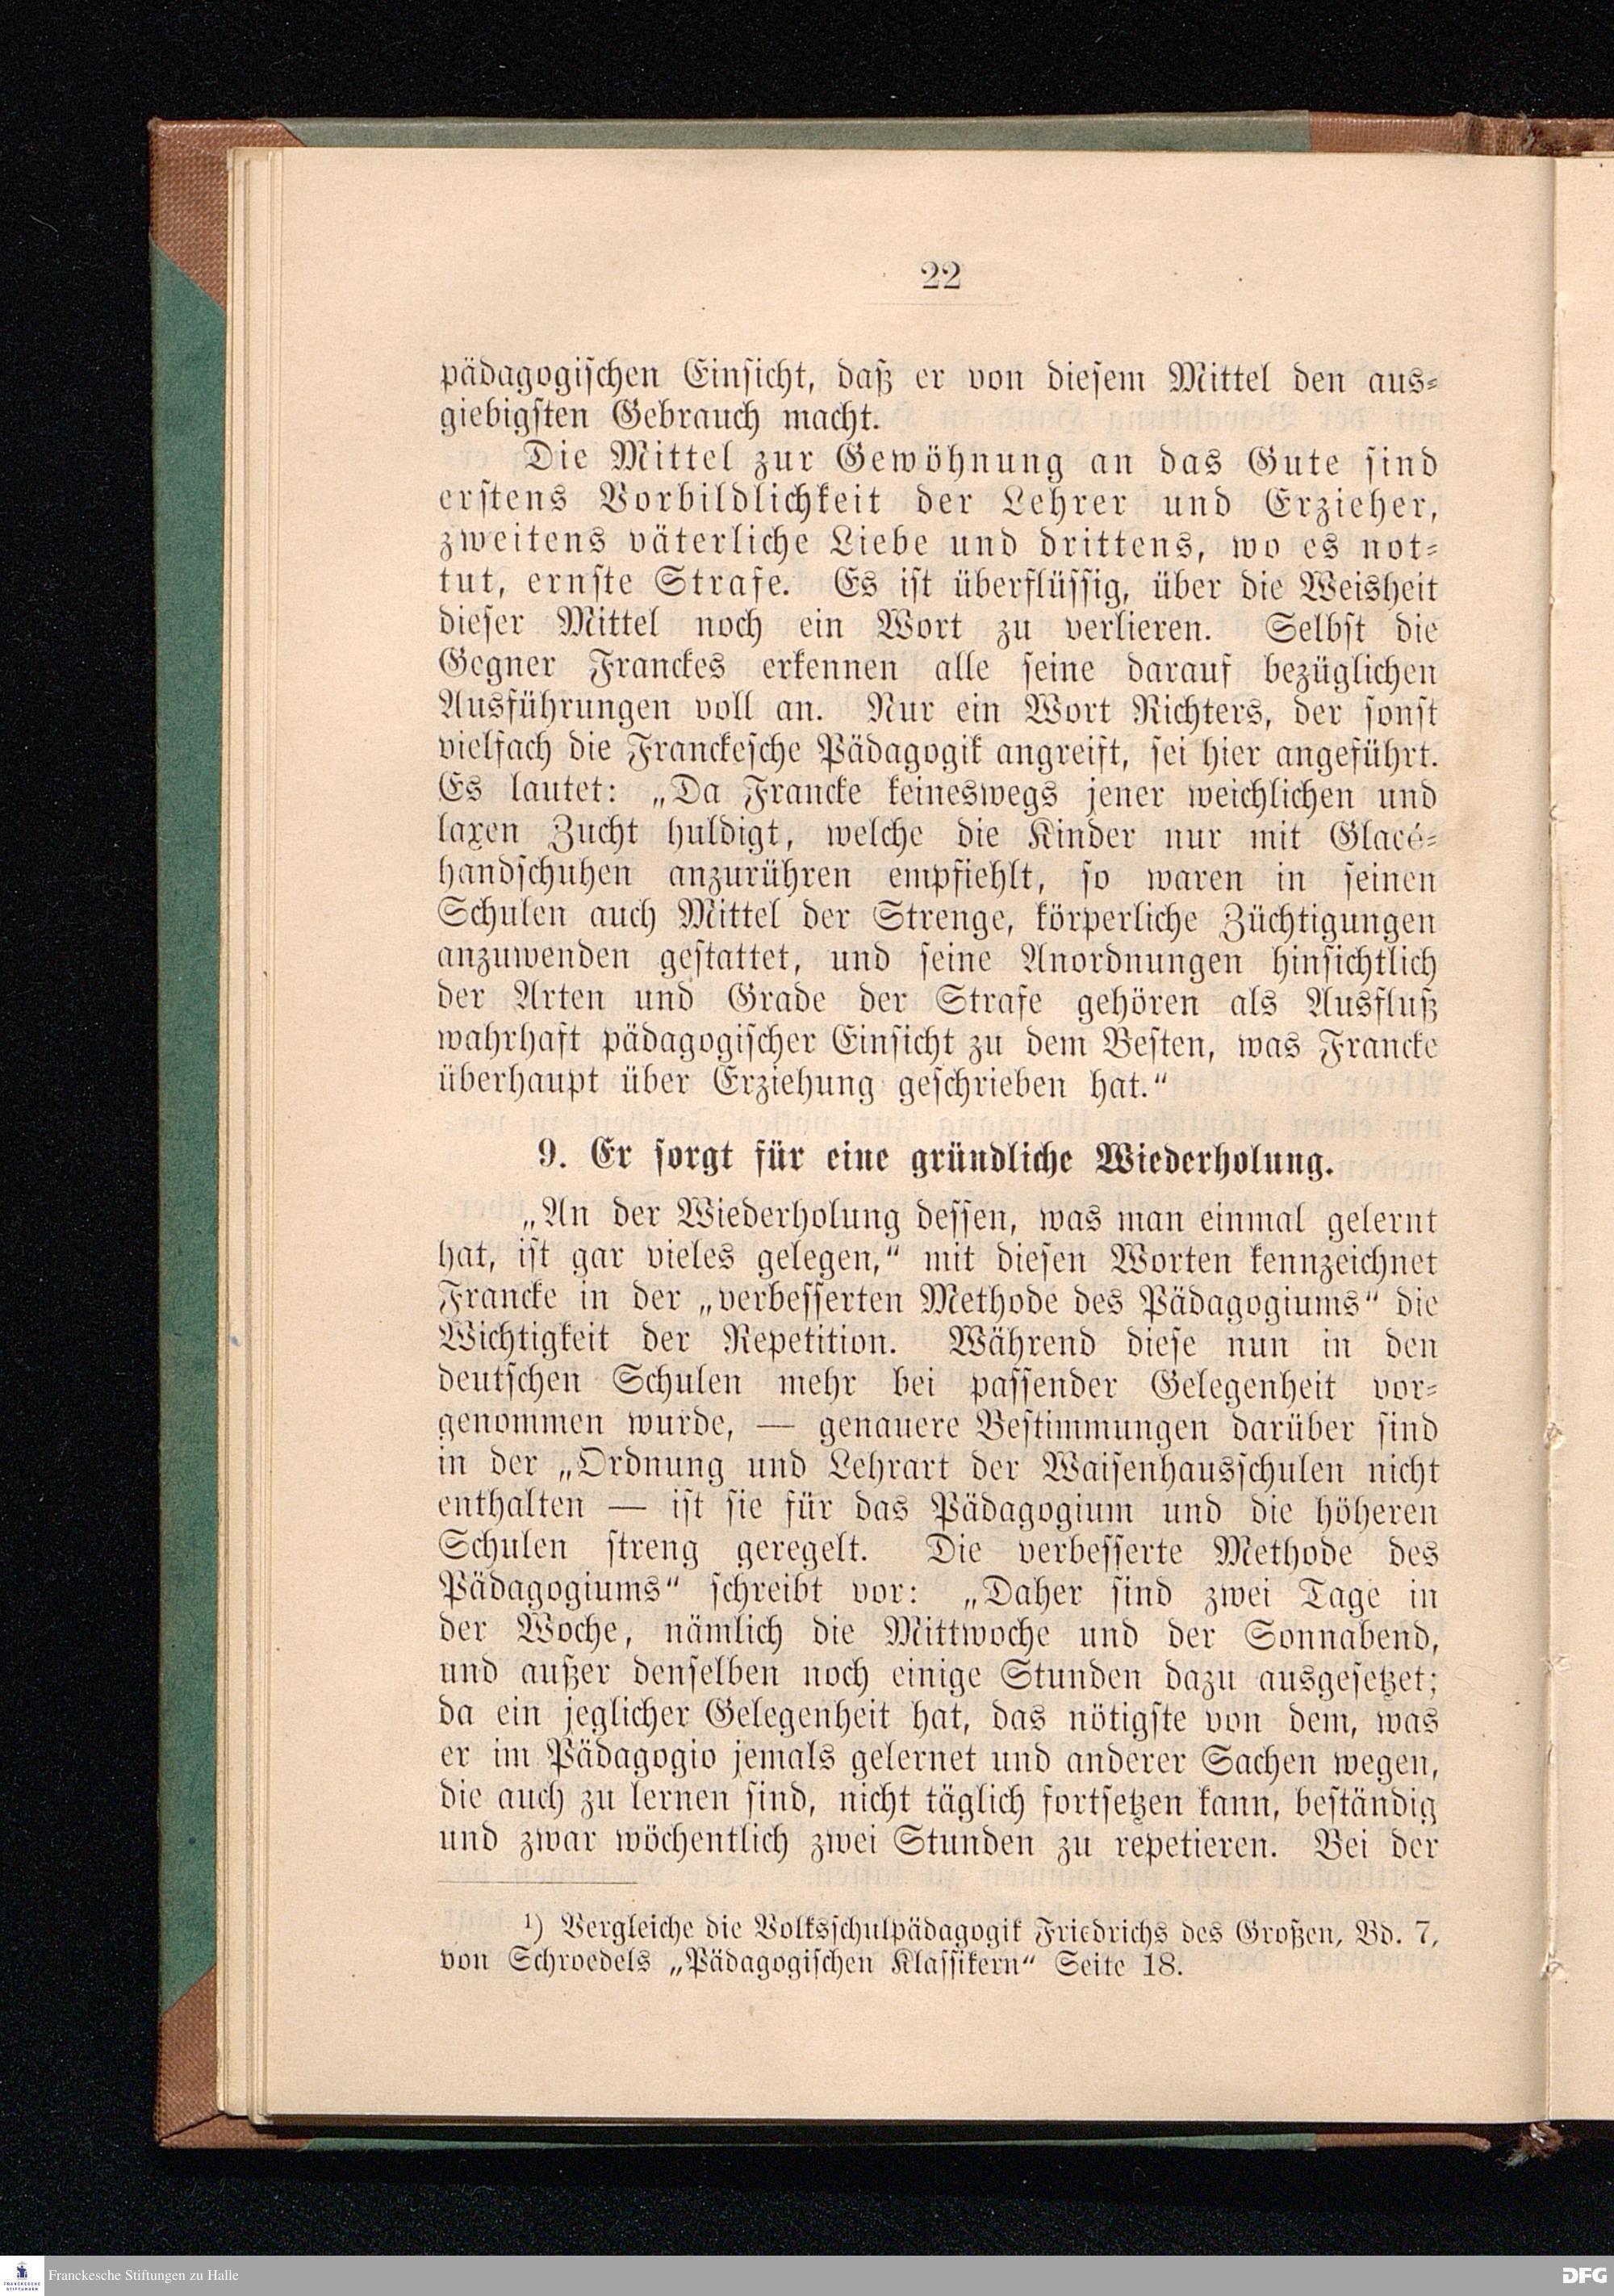 22
pädagogischen Einsicht, daß er von diesem Mittel den aus-
giebigsten Gebrauch macht.
Die Mittel zur Gewöhnung an das Gute sind
erstens Vorbildlichkeit der Lehrer und Erzieher,
zweitens väterliche Liebe und drittens, wo es not-
tut, ernste Strafe. Es ist überflüssig, über die Weisheit
dieser Mittel noch ein Wort zu verlieren. Selbst die
Gegner Franckes erkennen alle seine darauf bezüglichen
Ausführungen voll an. Nur ein Wort Richters, der sonst
vielfach die Franckesche Pädagogik angreift, sei hier angeführt.
Es lautet: „Da Francke keineswegs jener weichlichen und
laxen Zucht huldigt, welche die Kinder nur mit Glacé-
handschuhen anzurühren empfiehlt, so waren in seinen
Schulen auch Mittel der Strenge, körperliche Züchtigungen
anzuwenden gestattet, und seine Anordnungen hinsichtlich
der Arten und Grade der Strafe gehören als Ausfluß
wahrhaft pädagogischer Einsicht zu dem Besten, was Francke
überhaupt über Erziehung geschrieben hat.“
9. Er sorgt für eine gründliche Wiederholung.
„An der Wiederholung dessen, was man einmal gelernt
hat, ist gar vieles gelegen,“ mit diesen Worten kennzeichnet
Francke in der „verbesserten Methode des Pädagogiums“ die
Wichtigkeit der Repetition. Während diese nun in den
deutschen Schulen mehr bei passender Gelegenheit vor-
genommen wurde, — genauere Bestimmungen darüber sind
in der „Ordnung und Lehrart der Waisenhausschulen nicht
enthalten — ist sie für das Pädagogium und die höheren
Schulen streng geregelt. Die verbesserte Methode des
Pädagogiums“ schreibt vor: „Daher sind zwei Tage in
der Woche, nämlich die Mittwoche und der Sonnabend,
und außer denselben noch einige Stunden dazu ausgesetzet;
da ein jeglicher Gelegenheit hat, das nötigste von dem, was
er im Pädagogio jemals gelernet und anderer Sachen wegen,
die auch zu lernen sind, nicht täglich fortsetzen kann, beständig
und zwar wöchentlich zwei Stunden zu repetieren. Bei der
¹) Vergleiche die Volksschulpädagogik Friedrichs des Großen, Bd. 7,
von Schroedels „Pädagogischen Klassikern“ Seite 18.
FRANCKESCHE
STIFTUNGEN
Franckesche Stiftungen zu Halle
DFG